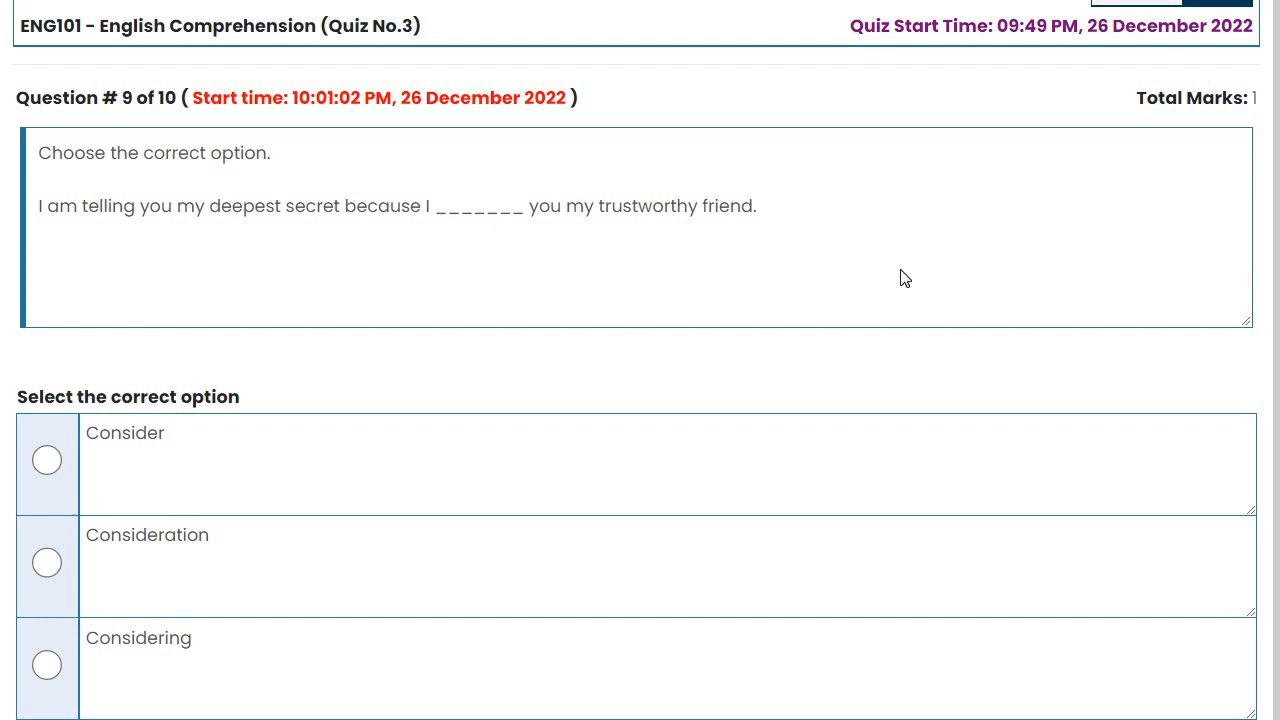 ENG101 - English Comprehension (Quiz No.3)
Quiz Start Time: 09:49 PM, 26 December 2022
Question # 9 of 10 ( Start time: 10:01:02 PM, 26 December 2022 )
Total Marks: 1
Choose the correct option.
I am telling you my deepest secret because I _______ you my trustworthy friend.
Select the correct option
Consider
Consideration
Considering